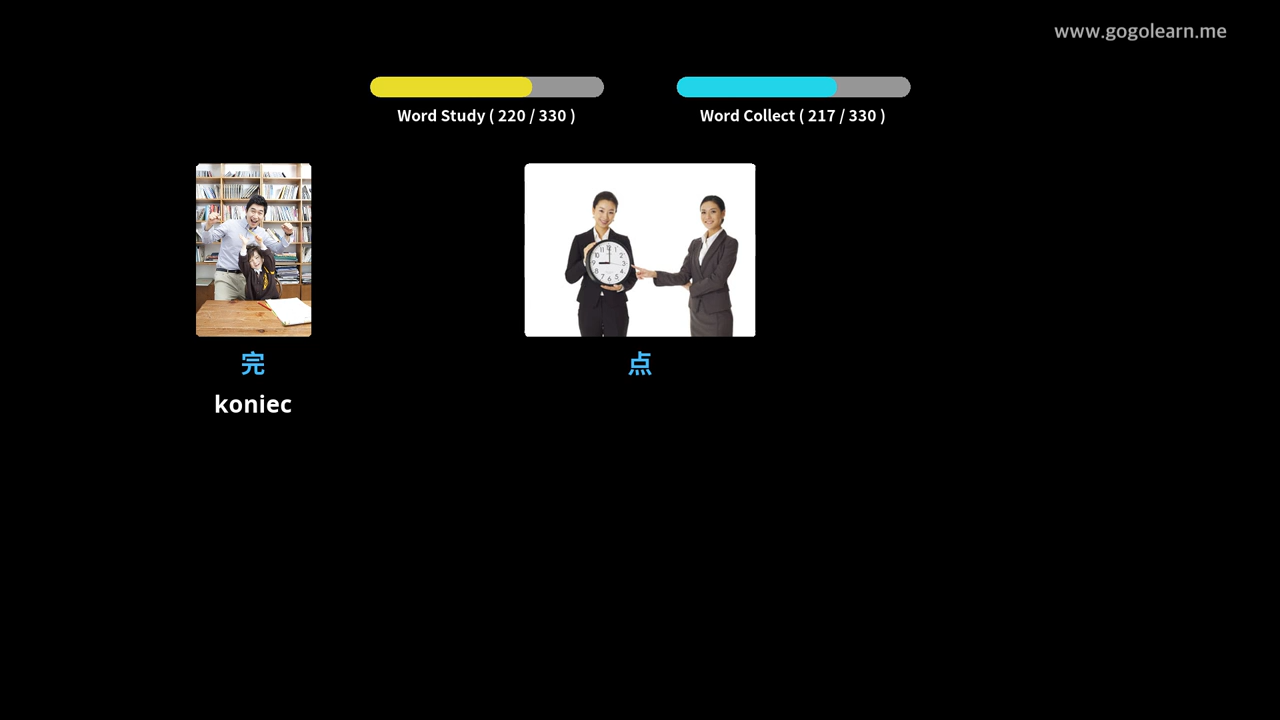 www.gogolearn.me
Word Study ( 220 / 330 )
Word Collect ( 217 / 330 )
完
点
koniec